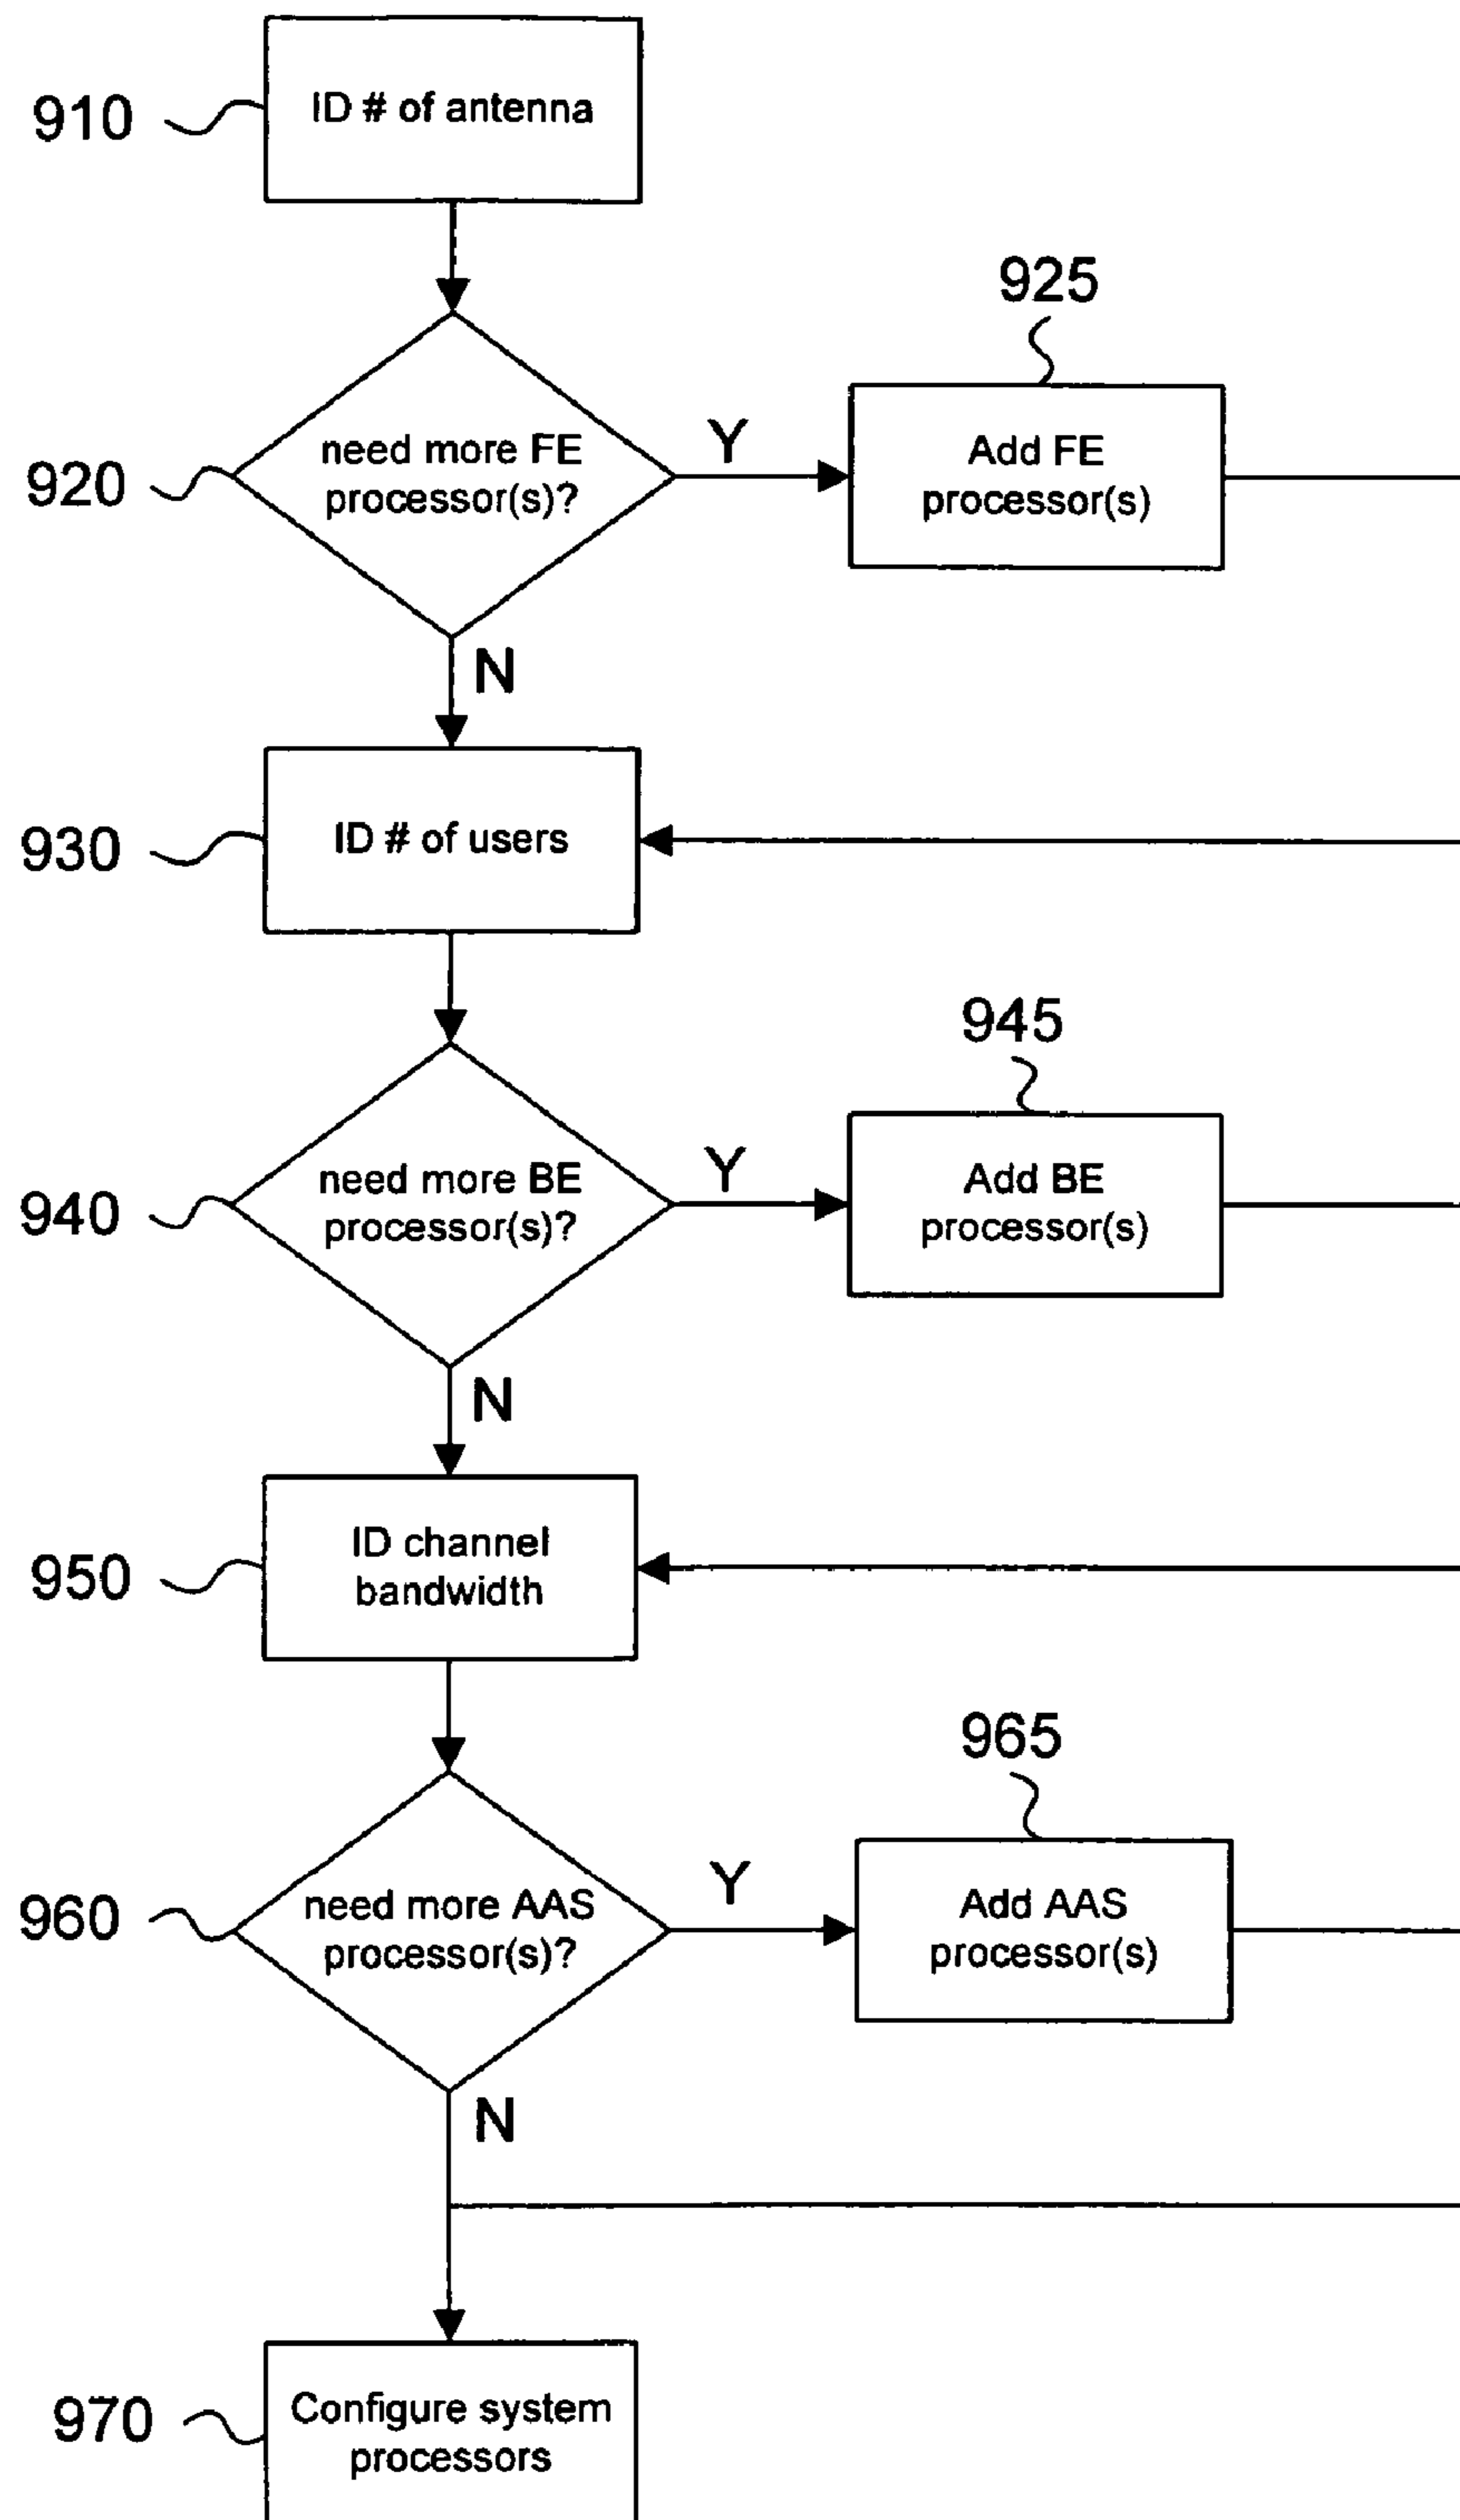 910
ID # of antenna
925
920
need more FE
processor(s)?
Y
Add FE
processor(s)
N
930
ID # of users
945
940
need more BE
processor(s)?
Y
Add BE
processor(s)
N
950
ID channel
bandwidth
965
960
need more AAS
processor(s)?
Y
Add AAS
processor(s)
N
970
Configure system
processors